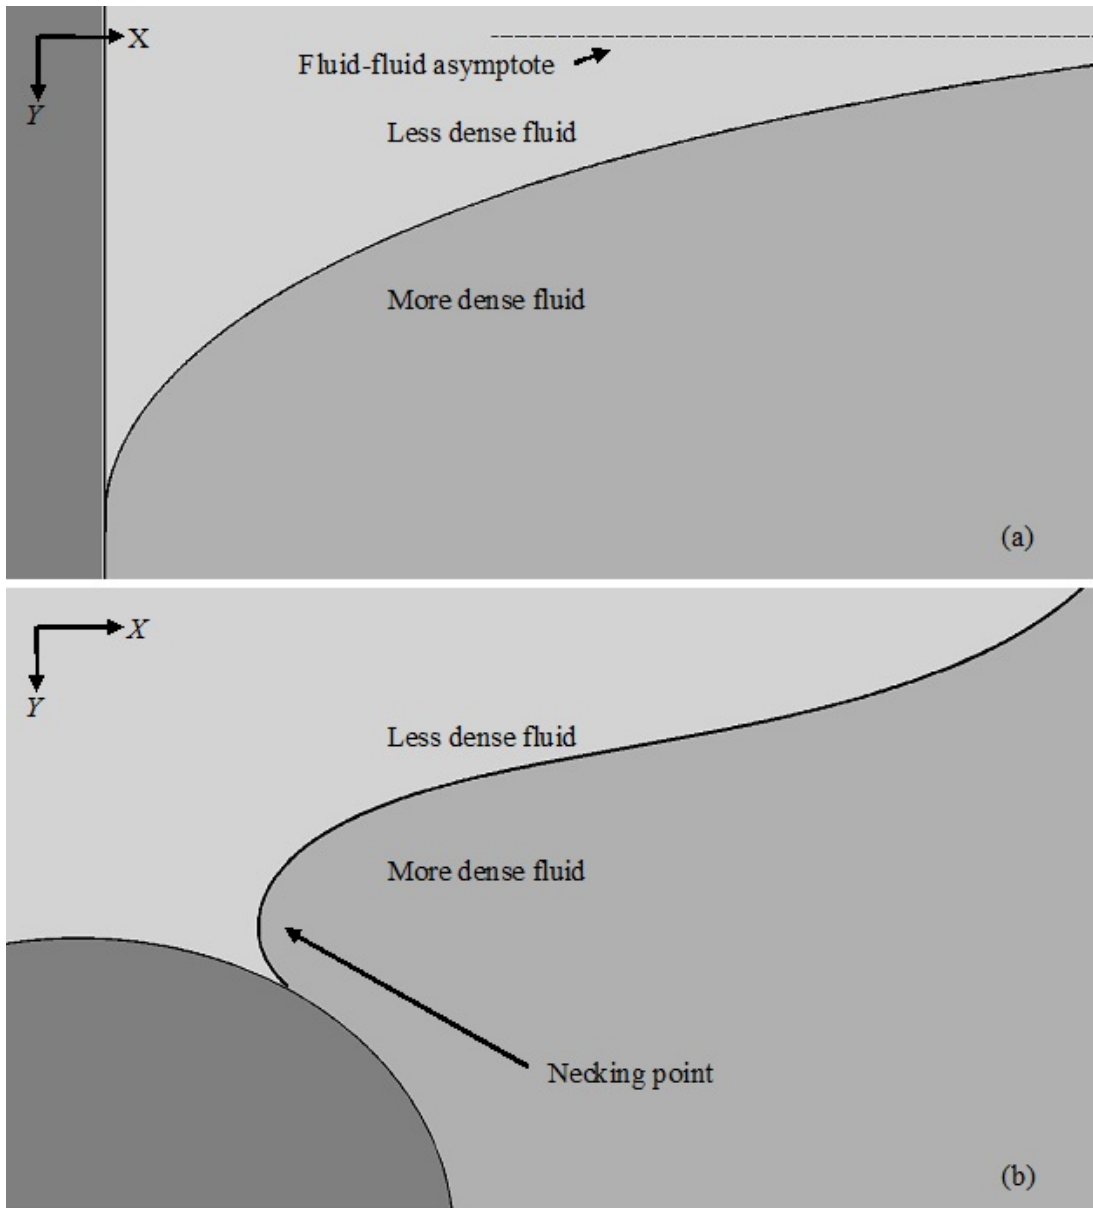 X
Fluid-fluid asymptote
Y
Less dense fluid
More dense fluid
(a)
X
Y
Less dense fluid
More dense fluid
Necking point
(b)